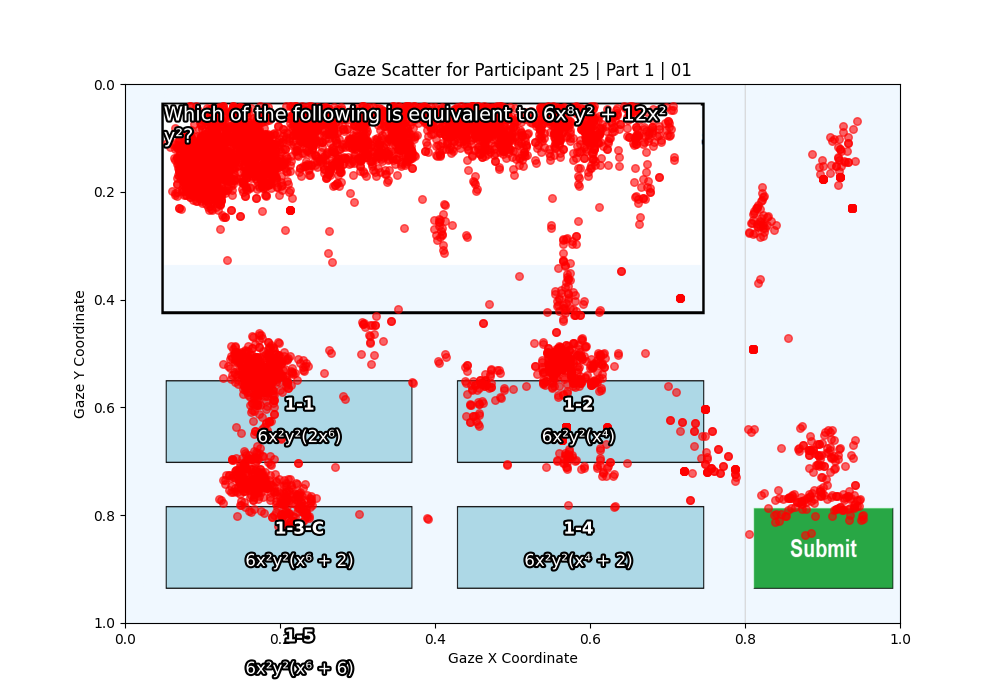 Gaze Scatter for Participant 25 | Part 1 | 01
Which of the following is equivalent to 6x⁸y² + 12x²
y²?
1-1
6x²y²(2x⁶)
1-2
6x²y²(x⁴)
1-3-C
6x²y²(x⁶ + 2)
1-4
6x²y²(x⁴ + 2)
Submit
1-5
6x²y²(x⁶ + 6)
0.0
0.2
0.4
0.6
0.8
1.0
Gaze Y Coordinate
0.0
0.2
0.4
0.6
0.8
1.0
Gaze X Coordinate